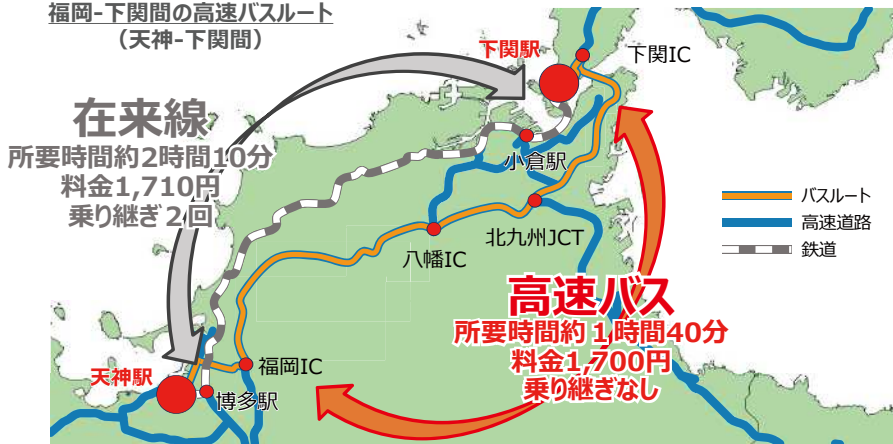 福岡-下関間の高速バスルート
（天神-下関間）
下関駅
下関IC
在来線
所要時間約2時間10分
料金1,710円
乗り継ぎ２回
小倉駅
バスルート
高速道路
鉄道
北九州JCT
八幡IC
高速バス
所要時間約１時間40分
料金1,700円
乗り継ぎなし
福岡IC
天神駅
博多駅